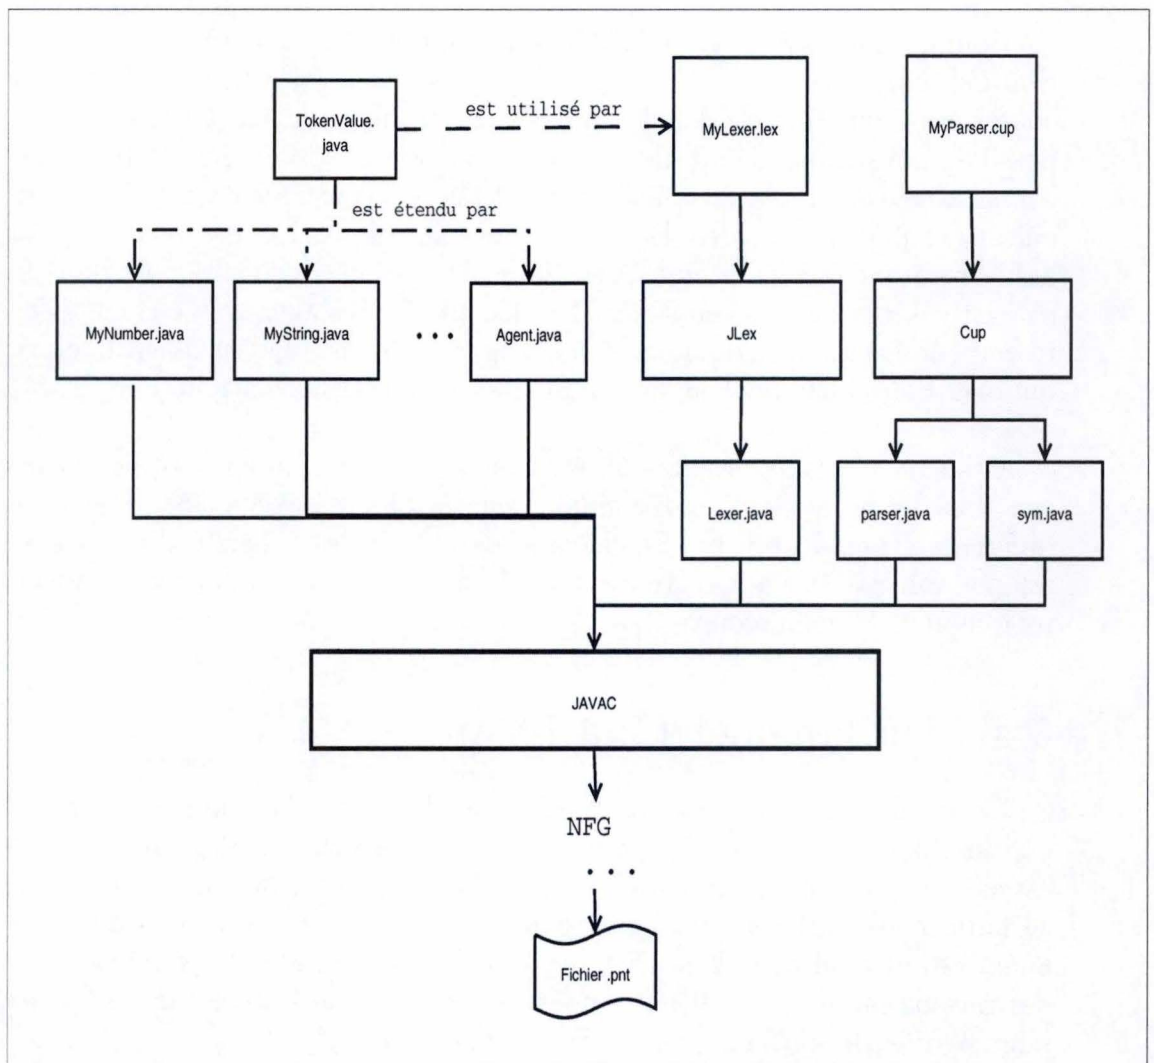 TokenValue.
java
est utilisé par
MyLexer.lex
MyParser.cup
est étendu par
MyNumber.java
MyString.java
...
Agent.java
JLex
Cup
Lexer.java
parser.java
sym.java
JAVAC
NFG
...
Fichier .pnt